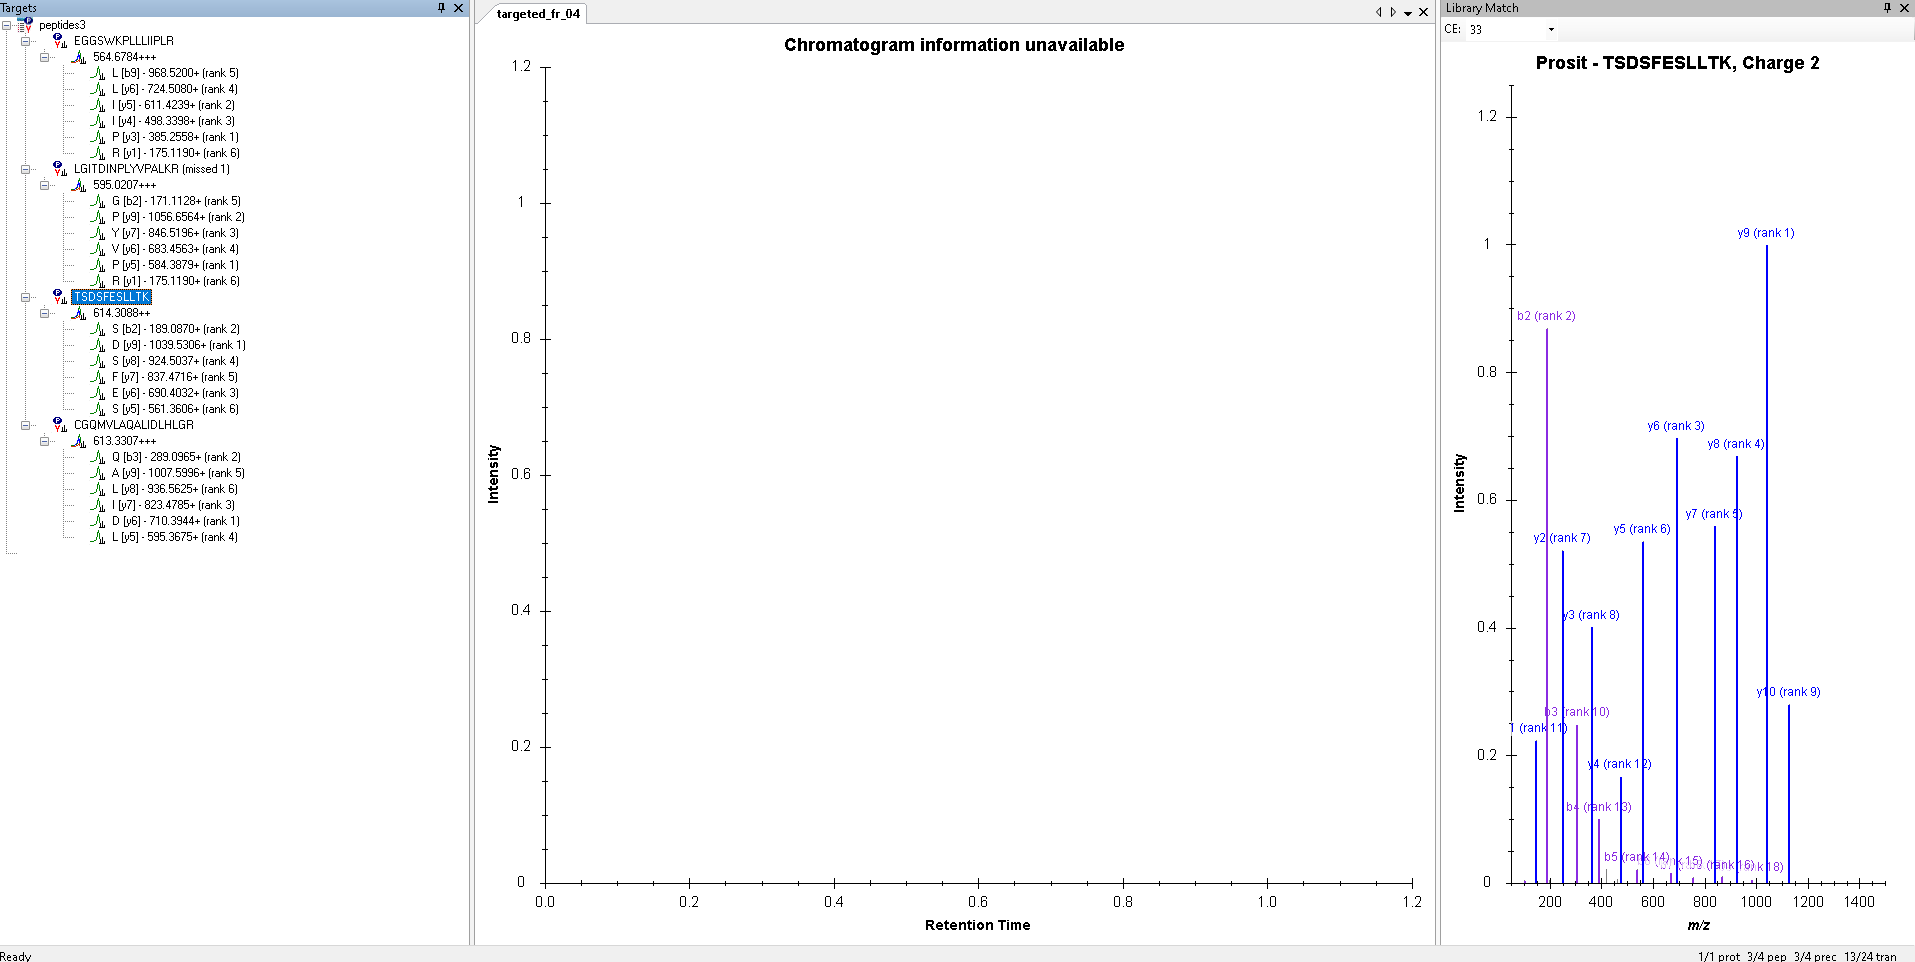 Targets
peptides3
EGGSWKPLLLIIPLR
564.6784+++
L [b9] - 968.5200+ (rank 5)
L [y6] - 724.5080+ (rank 4)
I [y5] - 611.4239+ (rank 2)
I [y4] - 498.3398+ (rank 3)
P [y3] - 385.2558+ (rank 1)
R [y1] - 175.1190+ (rank 6)
LGITDINPLYVPALKR (missed 1)
595.0207+++
G [b2] - 171.1128+ (rank 5)
P [y9] - 1056.6564+ (rank 2)
Y [y7] - 846.5196+ (rank 3)
V [y6] - 683.4563+ (rank 4)
P [y5] - 584.3879+ (rank 1)
R [y1] - 175.1190+ (rank 6)
TSDSFESLLTK
614.3088++
S [b2] - 189.0870+ (rank 2)
D [y9] - 1039.5306+ (rank 1)
S [y8] - 924.5037+ (rank 4)
F [y7] - 837.4716+ (rank 5)
E [y6] - 690.4032+ (rank 3)
S [y5] - 561.3606+ (rank 6)
CGQMVLAQALIDLHLGR
613.3307+++
Q [b3] - 289.0965+ (rank 2)
A [y9] - 1007.5996+ (rank 5)
L [y8] - 936.5625+ (rank 6)
I [y7] - 823.4785+ (rank 3)
D [y6] - 710.3944+ (rank 1)
L [y5] - 595.3675+ (rank 4)
targeted_fr_04
Chromatogram information unavailable
1.2
1
0.8
0.6
0.4
0.2
0
Intensity
0.0 0.2 0.4 0.6 0.8 1.0 1.2
Retention Time
Library Match
CE: 33
Prosit - TSDSFESLLTK, Charge 2
1.2
1
0.8
0.6
0.4
0.2
0
Intensity
y9 (rank 1)
b2 (rank 2)
y6 (rank 3)
y8 (rank 4)
y7 (rank 5)
y5 (rank 6)
y2 (rank 7)
y3 (rank 8)
y10 (rank 9)
b3 (rank 10)
1 (rank 11)
y4 (rank 12)
b4 (rank 13)
b5 (rank 14)
15)
(rank 16)
18)
200 400 600 800 1000 1200 1400
m/z
Ready
1/1 prot 3/4 pep 3/4 prec 13/24 tran